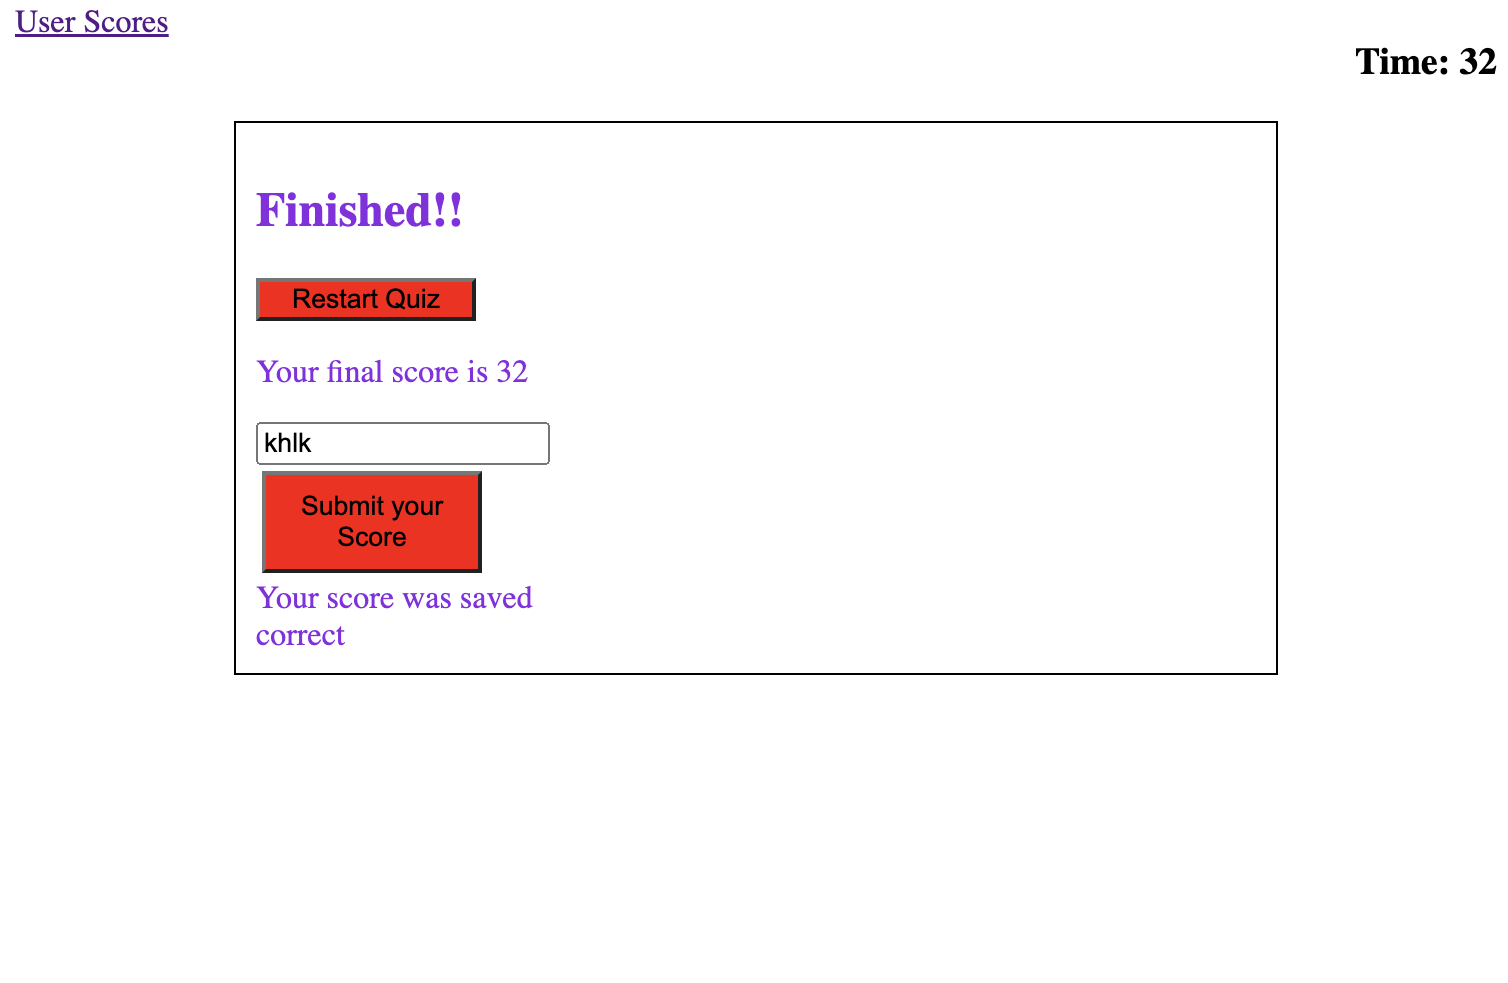 User Scores
Time: 32
Finished!!
Restart Quiz
Your final score is 32
khlk
Submit your
Score
Your score was saved
correct